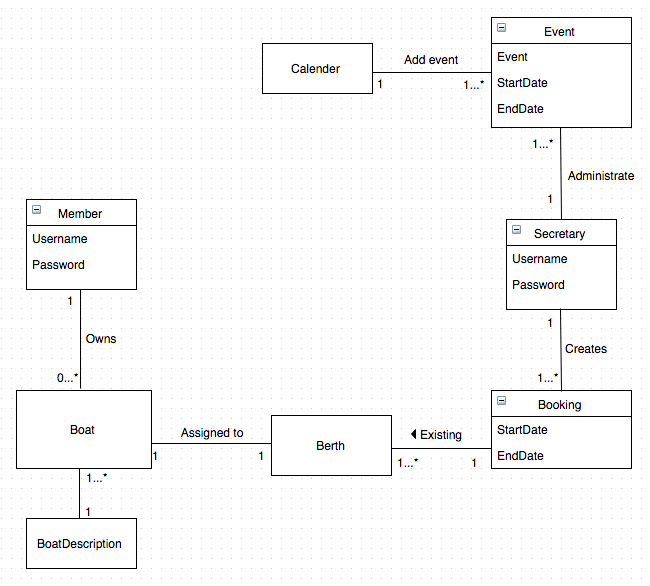 Event
Calender
Add event
Event
1
1...*
StartDate
EndDate
1...*
Administrate
1
Member
Username
Password
Secretary
Username
Password
1
Owns
0...*
1
Creates
1...*
Boat
Assigned to
1
1
Berth
Existing
1...*
1
Booking
StartDate
EndDate
1...*
1
BoatDescription